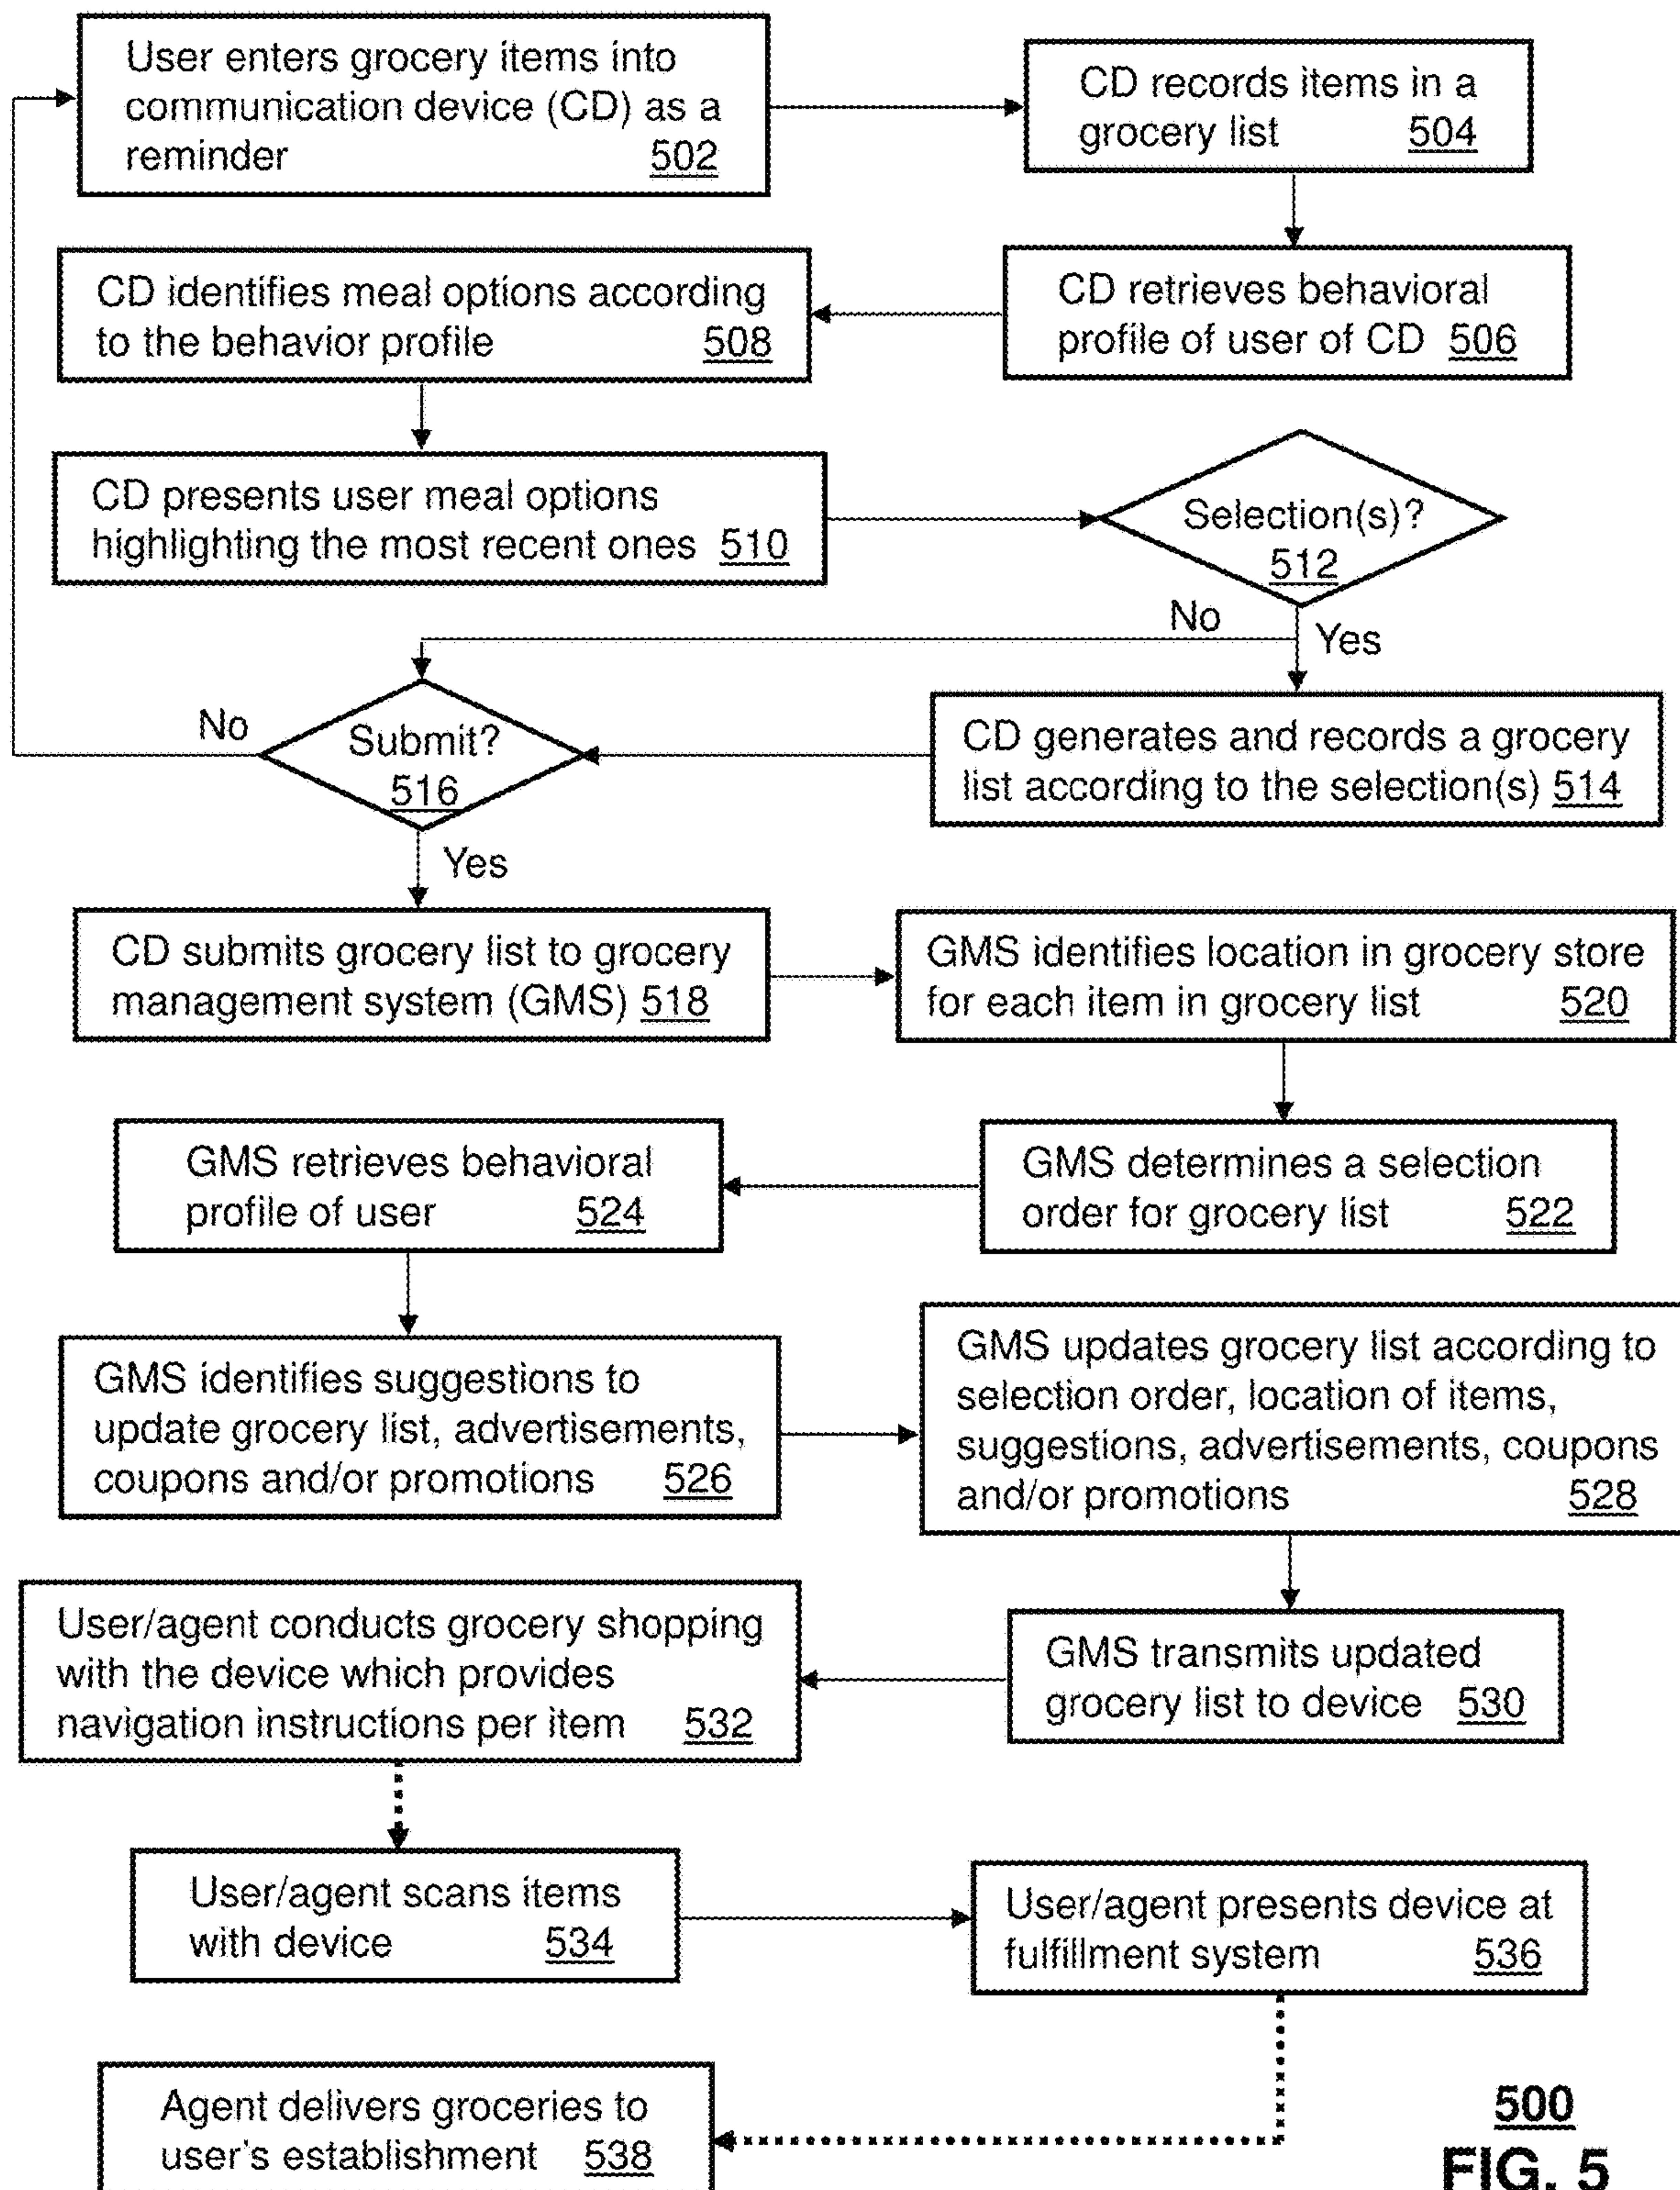 User enters grocery items into
communication device (CD) as a
reminder 502
CD records items in a
grocery list 504
CD retrieves behavioral
profile of user of CD 506
CD identifies meal options according
to the behavior profile 508
CD presents user meal options
highlighting the most recent ones 510
Selection(s)?
512
No
Yes
CD generates and records a grocery
list according to the selection(s) 514
Submit?
516
No
Yes
CD submits grocery list to grocery
management system (GMS) 518
GMS identifies location in grocery store
for each item in grocery list 520
GMS determines a selection
order for grocery list 522
GMS retrieves behavioral
profile of user 524
GMS identifies suggestions to
update grocery list, advertisements,
coupons and/or promotions 526
GMS updates grocery list according to
selection order, location of items,
suggestions, advertisements, coupons
and/or promotions 528
GMS transmits updated
grocery list to device 530
User/agent conducts grocery shopping
with the device which provides
navigation instructions per item 532
User/agent scans items
with device 534
User/agent presents device at
fulfillment system 536
Agent delivers groceries to
user's establishment 538
500
FIG. 5